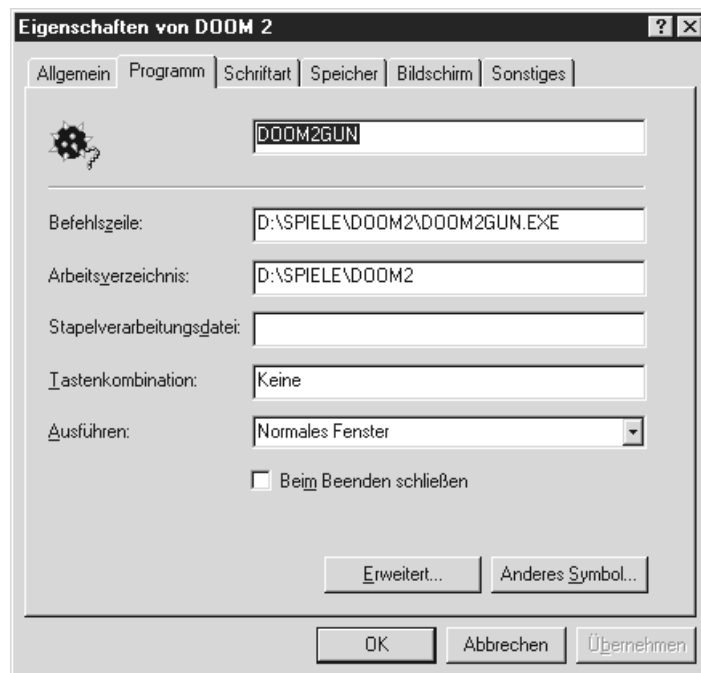 Eigenschaften von DOOM 2
Allgemein Programm Schriftart Speicher Bildschirm Sonstiges
DOOM2GUN
Befehlszeile: D:\SPIELE\DOOM2\DOOM2GUN.EXE
Arbeitsverzeichnis: D:\SPIELE\DOOM2
Stapelverarbeitungsdatei:
Tastenkombination: Keine
Ausführen: Normales Fenster
Beim Beenden schließen
Erweitert... Anderes Symbol...
OK Abbrechen Übernehmen